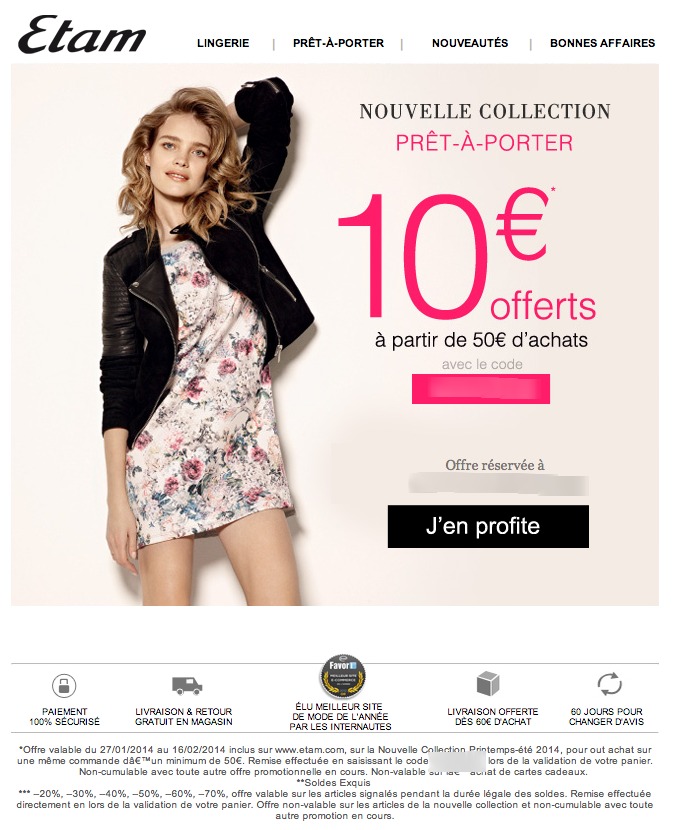 Etam
LINGERIE | PRÊT-À-PORTER | NOUVEAUTÉS | BONNES AFFAIRES
NOUVELLE COLLECTION
PRÊT-À-PORTER
10€*
offerts
à partir de 50€ d'achats
avec le code
Offre réservée à
J'en profite
Favor'i
MEILLEUR SITE
E-COMMERCE
PAIEMENT
100% SÉCURISÉ
LIVRAISON & RETOUR
GRATUIT EN MAGASIN
ÉLU MEILLEUR SITE
DE MODE DE L'ANNÉE
PAR LES INTERNAUTES
LIVRAISON OFFERTE
DÈS 60€ D'ACHAT
60 JOURS POUR
CHANGER D'AVIS
*Offre valable du 27/01/2014 au 16/02/2014 inclus sur www.etam.com, sur la Nouvelle Collection Printemps-été 2014, pour out achat sur
une même commande dâ€™un minimum de 50€. Remise effectuée en saisissant le code lors de la validation de votre panier.
Non-cumulable avec toute autre offre promotionnelle en cours. Non-valable sur achat de cartes cadeaux.
**Soldes Exquis
*** –20%, –30%, –40%, –50%, –60%, –70%, offre valable sur les articles signalés pendant la durée légale des soldes. Remise effectuée
directement en lors de la validation de votre panier. Offre non-valable sur les articles de la nouvelle collection et non-cumulable avec toute
autre promotion en cours.